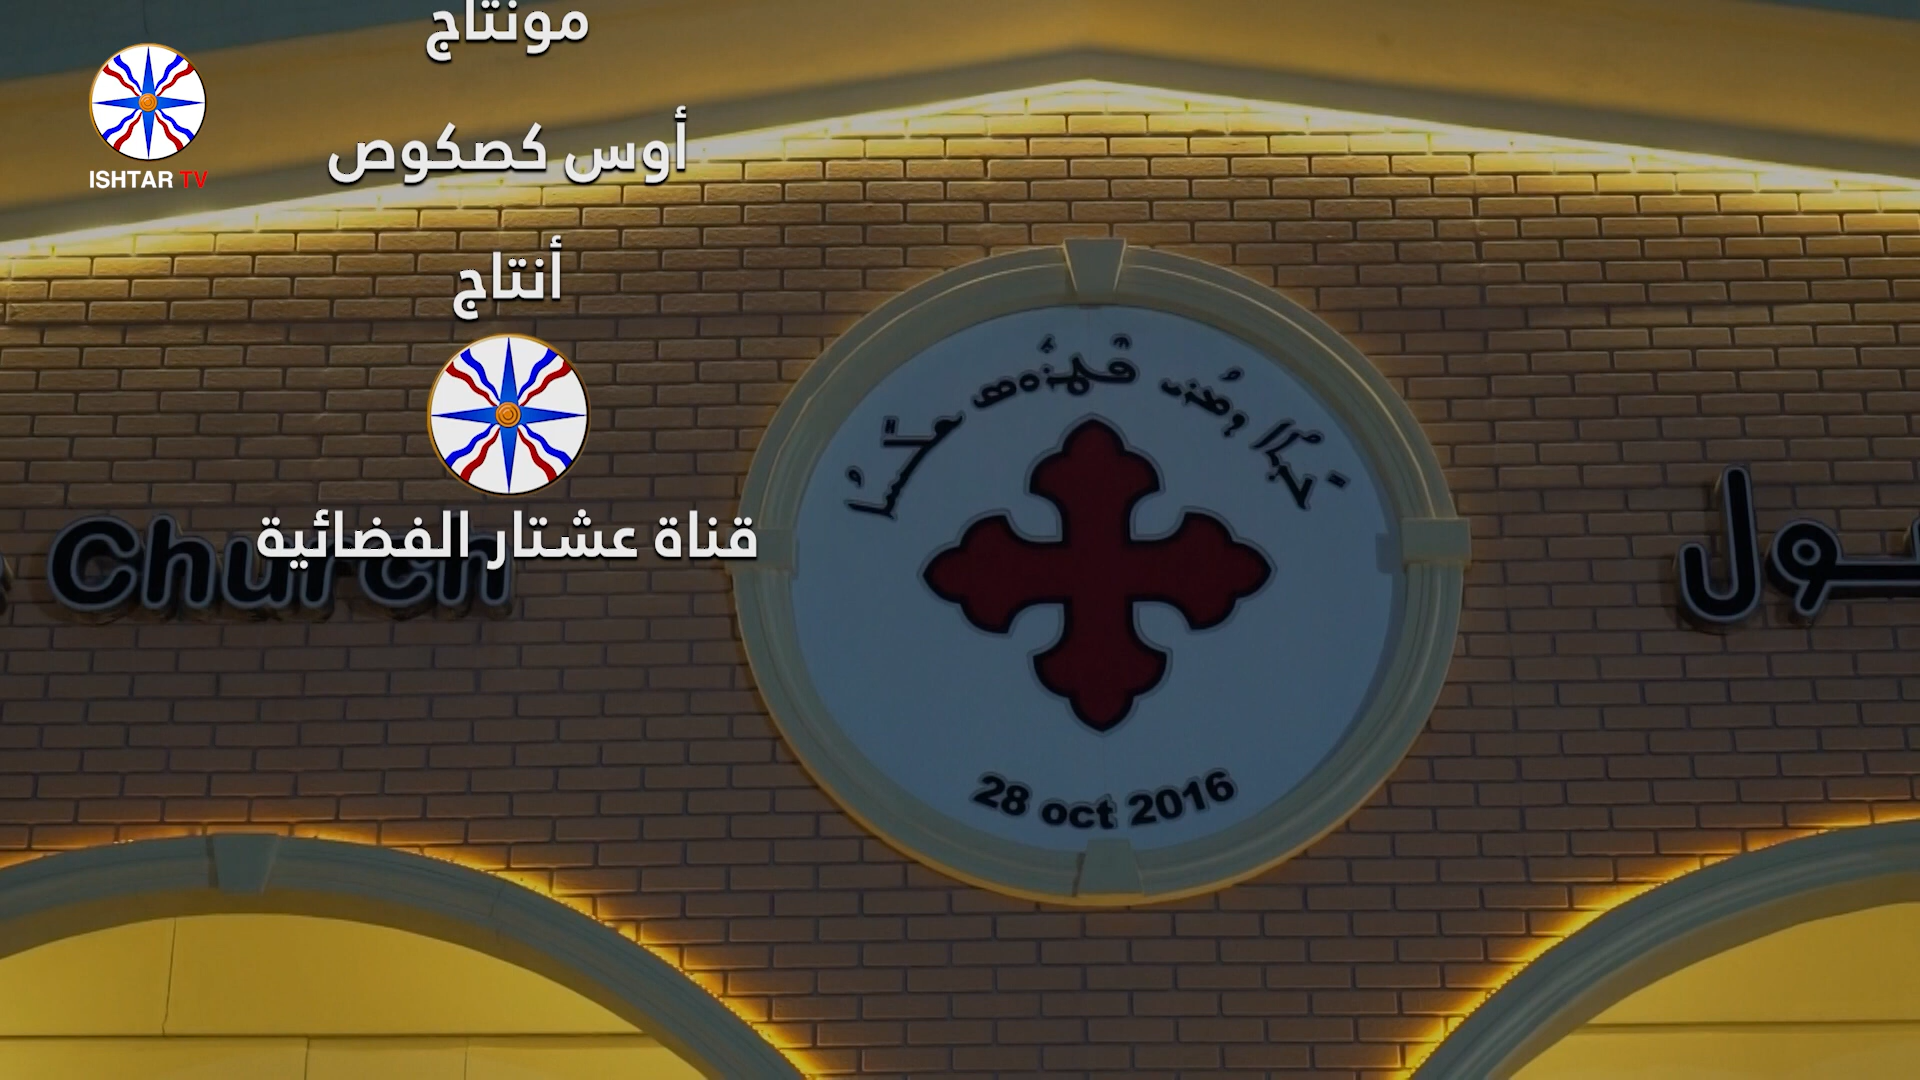 ISHTAR TV
مونتاج
أوس كصكوص
أنتاج
قناة عشتار الفضائية
Church
28 oct 2016